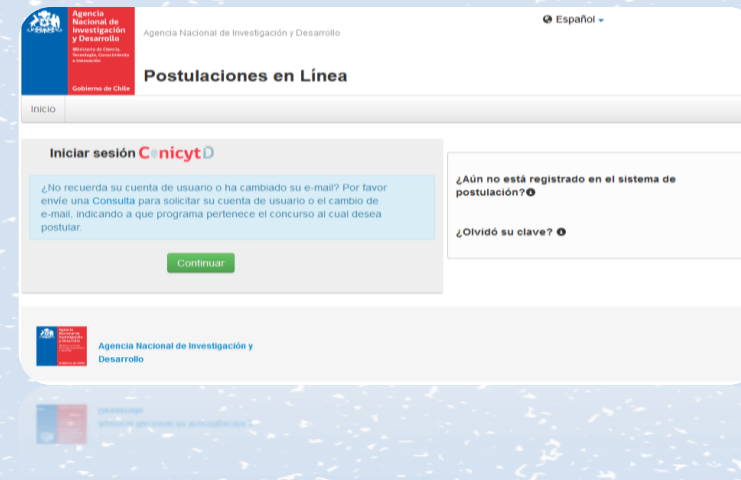 Agencia
Nacional de
Investigación
y Desarrollo
Ministerio de Ciencia,
Tecnología, Conocimiento
e Innovación
Gobierno de Chile
Agencia Nacional de Investigación y Desarrollo
Español
Postulaciones en Línea
Inicio
Iniciar sesión ConicytD
¿No recuerda su cuenta de usuario o ha cambiado su e-mail? Por favor
envíe una Consulta para solicitar su cuenta de usuario o el cambio de
e-mail, indicando a que programa pertenece el concurso al cual desea
postular.
Continuar
¿Aún no está registrado en el sistema de
postulación?
¿Olvidó su clave?
Agencia Nacional de Investigación y
Desarrollo